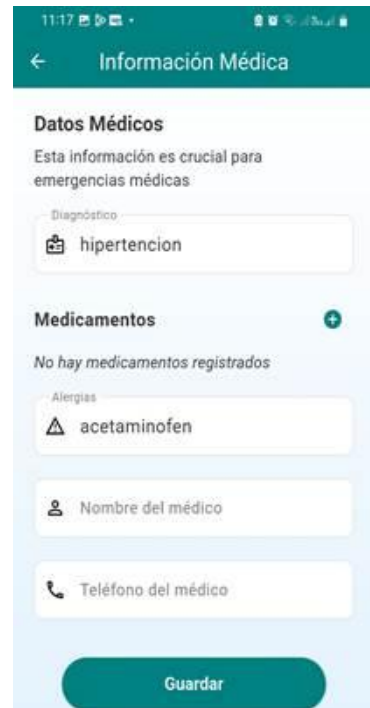 11:17
Información Médica
Datos Médicos
Esta información es crucial para
emergencias médicas
Diagnóstico
hipertencion
Medicamentos
No hay medicamentos registrados
Alergias
acetaminofen
Nombre del médico
Teléfono del médico
Guardar